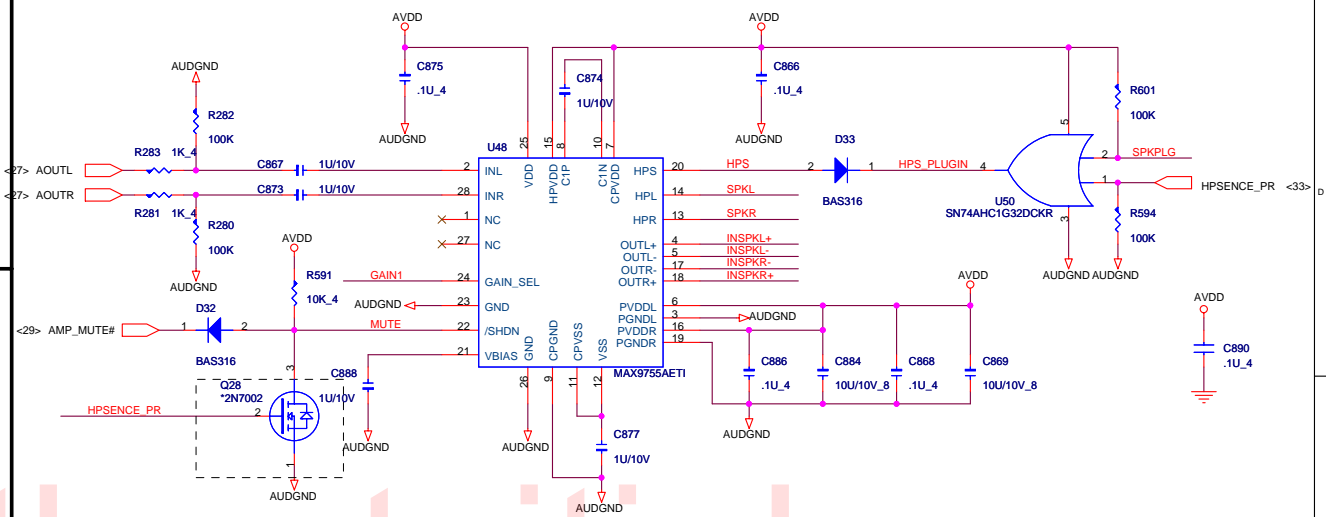 AVDD
AVDD
AUDGND
C875
.1U_4
C874
1U/10V
C866
.1U_4
R601
100K
R282
100K
AUDGND
AUDGND
D33
BAS316
5
25
15
8
10
7
U48
R283 1K_4
<27> AOUTL
C867
1U/10V
2
INL
VDD
HPVDD
C1P
C1N
CPVDD
HPS
20
HPS
2
1
HPS_PLUGIN
4
2
SPKPLG
<27> AOUTR
C873
1U/10V
28
INR
HPL
14
SPKL
1
HPSENCE_PR <33>
D
U50
SN74AHC1G32DCKR
3
R281 1K_4
R280
100K
1
NC
HPR
13
SPKR
R594
100K
AVDD
27
NC
OUTL+
4
INSPKL+
OUTL-
5
INSPKL-
OUTR-
17
INSPKR-
OUTR+
18
INSPKR+
AUDGND
AUDGND
AUDGND
R591
10K_4
GAIN1
24
GAIN_SEL
AVDD
AVDD
AUDGND
23
GND
PVDDL
6
PGNDL
3
AUDGND
D32
BAS316
<29> AMP_MUTE#
1
2
MUTE
22
/SHDN
PVDDR
16
PGNDR
19
21
VBIAS
GND
CPGND
CPVSS
VSS
MAX9755AETI
C886
.1U_4
C884
10U/10V_8
C868
.1U_4
C869
10U/10V_8
C890
.1U_4
3
C888
1U/10V
26
9
11
12
Q28
*2N7002
HPSENCE_PR
2
1
AUDGND
AUDGND
AUDGND
C877
1U/10V
AUDGND
AUDGND